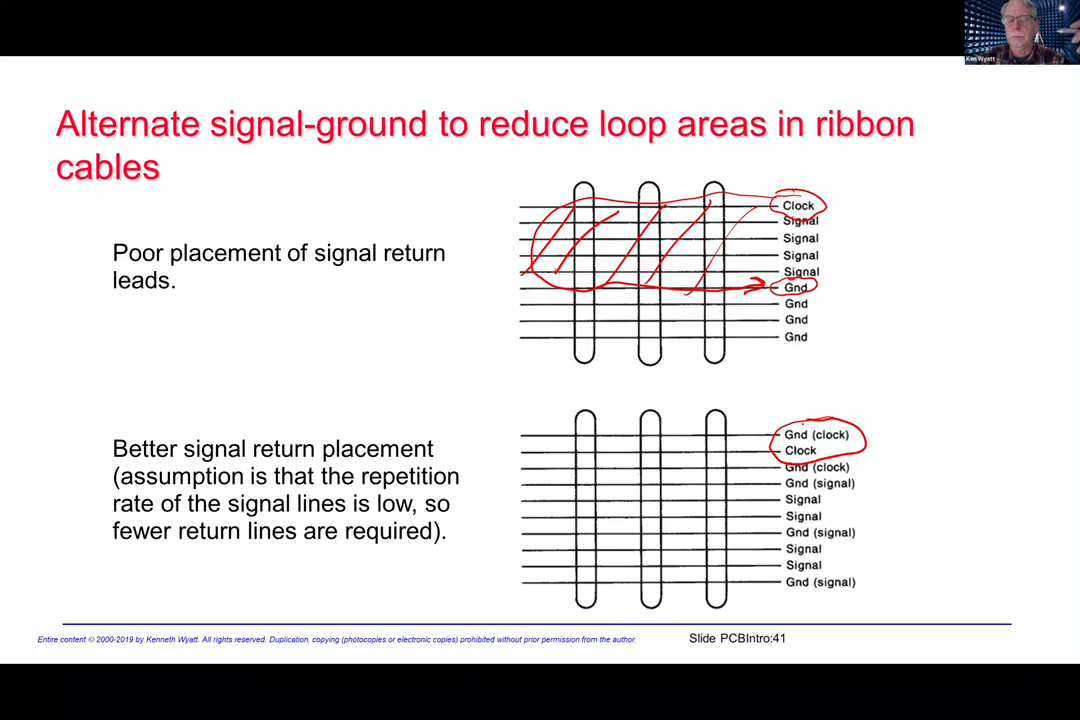 Ken Wyatt
Alternate signal-ground to reduce loop areas in ribbon
cables
Poor placement of signal return
leads.
Clock
Signal
Signal
Signal
Signal
Gnd
Gnd
Gnd
Gnd
Better signal return placement
(assumption is that the repetition
rate of the signal lines is low, so
fewer return lines are required).
Gnd (clock)
Clock
Gnd (clock)
Gnd (signal)
Signal
Signal
Gnd (signal)
Signal
Signal
Gnd (signal)
Entire content © 2000-2019 by Kenneth Wyatt. All rights reserved. Duplication, copying (photocopies or electronic copies) prohibited without prior permission from the author.
Slide PCBIntro:41